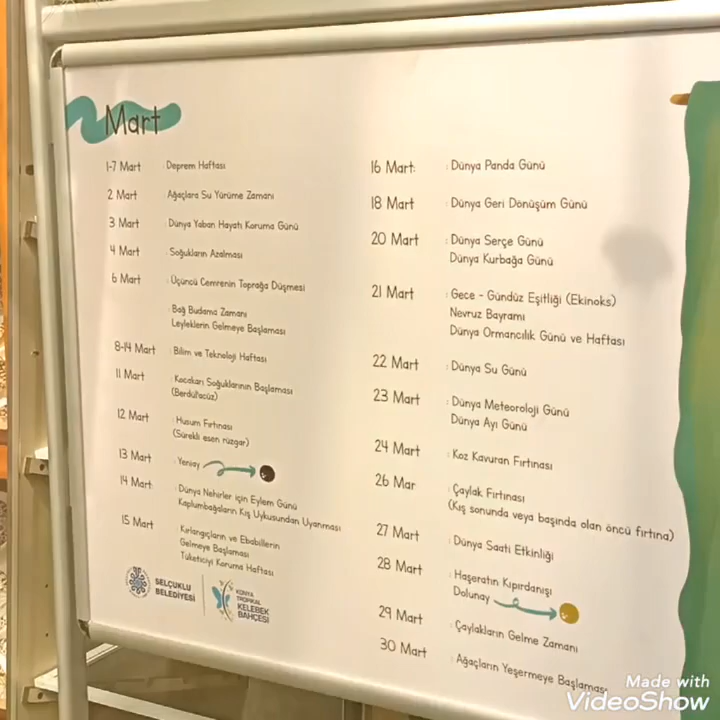 Mart
1-7 Mart : Deprem Haftası
2 Mart : Ağaçlara Su Yürüme Zamanı
3 Mart : Dünya Yaban Hayatı Koruma Günü
4 Mart : Soğukların Azalması
6 Mart : Üçüncü Cemrenin Toprağa Düşmesi
: Bağ Budama Zamanı
Leyleklerin Gelmeye Başlaması
8-14 Mart : Bilim ve Teknoloji Haftası
11 Mart : Kocakarı Soğuklarının Başlaması
(Berdül'acüz)
12 Mart : Husum Fırtınası
(Sürekli esen rüzgar)
13 Mart : Yeniay
14 Mart : Dünya Nehirler için Eylem Günü
Kaplumbağaların Kış Uykusundan Uyanması
15 Mart : Kırlangıçların ve Ebabillerin
Gelmeye Başlaması
Tüketiciyi Koruma Haftası
SELÇUKLU
BELEDİYESİ
KONYA
TROPİKAL
KELEBEK
BAHÇESİ
16 Mart: : Dünya Panda Günü
18 Mart : Dünya Geri Dönüşüm Günü
20 Mart : Dünya Serçe Günü
Dünya Kurbağa Günü
21 Mart : Gece - Gündüz Eşitliği (Ekinoks)
Nevruz Bayramı
Dünya Ormancılık Günü ve Haftası
22 Mart : Dünya Su Günü
23 Mart : Dünya Meteoroloji Günü
Dünya Ayı Günü
24 Mart : Koz Kavuran Fırtınası
26 Mar : Çaylak Fırtınası
(Kış sonunda veya başında olan öncü fırtına)
27 Mart : Dünya Saati Etkinliği
28 Mart : Haşeratın Kıpırdanışı
Dolunay
29 Mart : Çaylakların Gelme Zamanı
30 Mart : Ağaçların Yeşermeye Başlaması
Made with
VideoShow